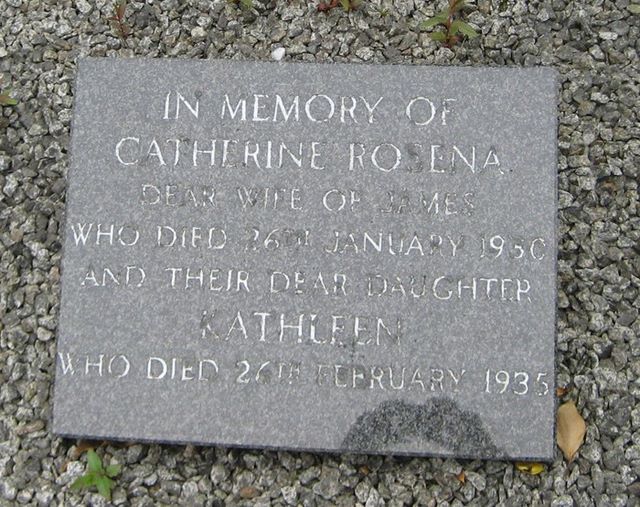 IN MEMORY OF
CATHERINE ROSENA
DEAR WIFE OF JAMES
WHO DIED 26TH JANUARY 1950
AND THEIR DEAR DAUGHTER
KATHLEEN
WHO DIED 26TH FEBRUARY 1935